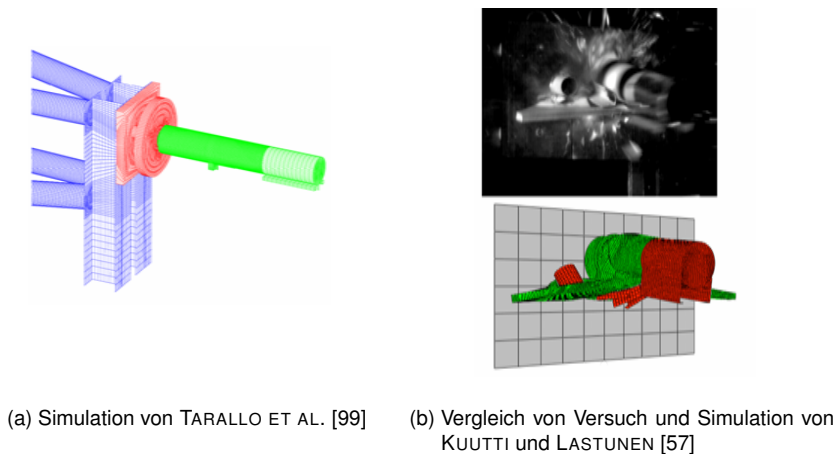 (a) Simulation von TARALLO ET AL. [99]
(b) Vergleich von Versuch und Simulation von
KUUTTI und LASTUNEN [57]